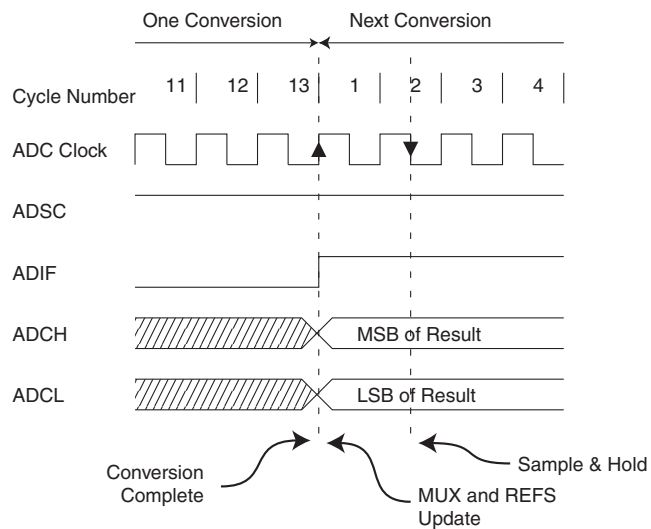 One Conversion Next Conversion
Cycle Number 11 12 13 1 2 3 4
ADC Clock
ADSC
ADIF
ADCH MSB of Result
ADCL LSB of Result
Conversion
Complete
MUX and REFS
Update
Sample & Hold